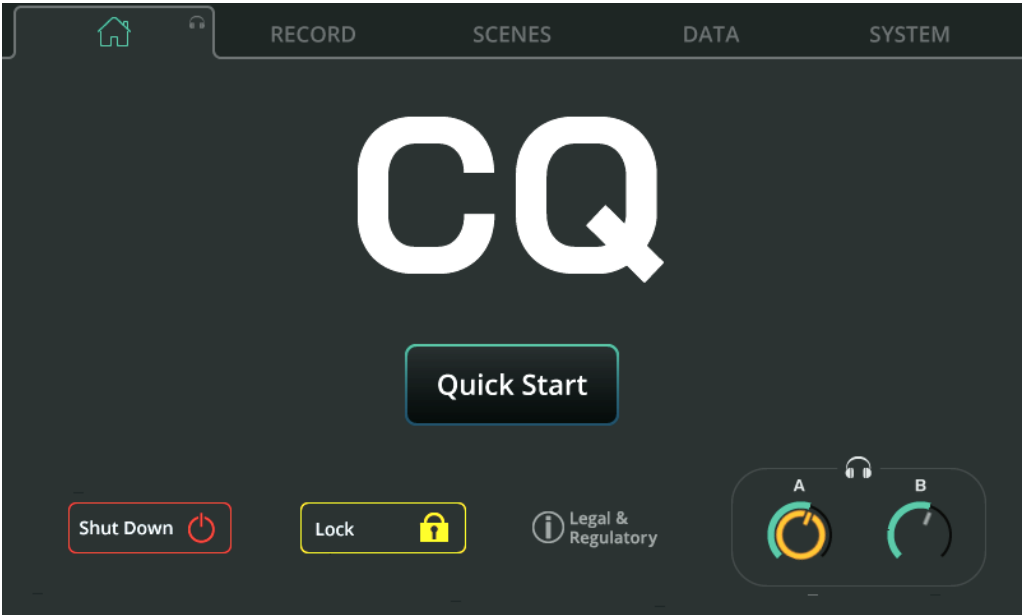 RECORD
SCENES
DATA
SYSTEM
CQ
Quick Start
Shut Down
Lock
Legal &
Regulatory
A
B